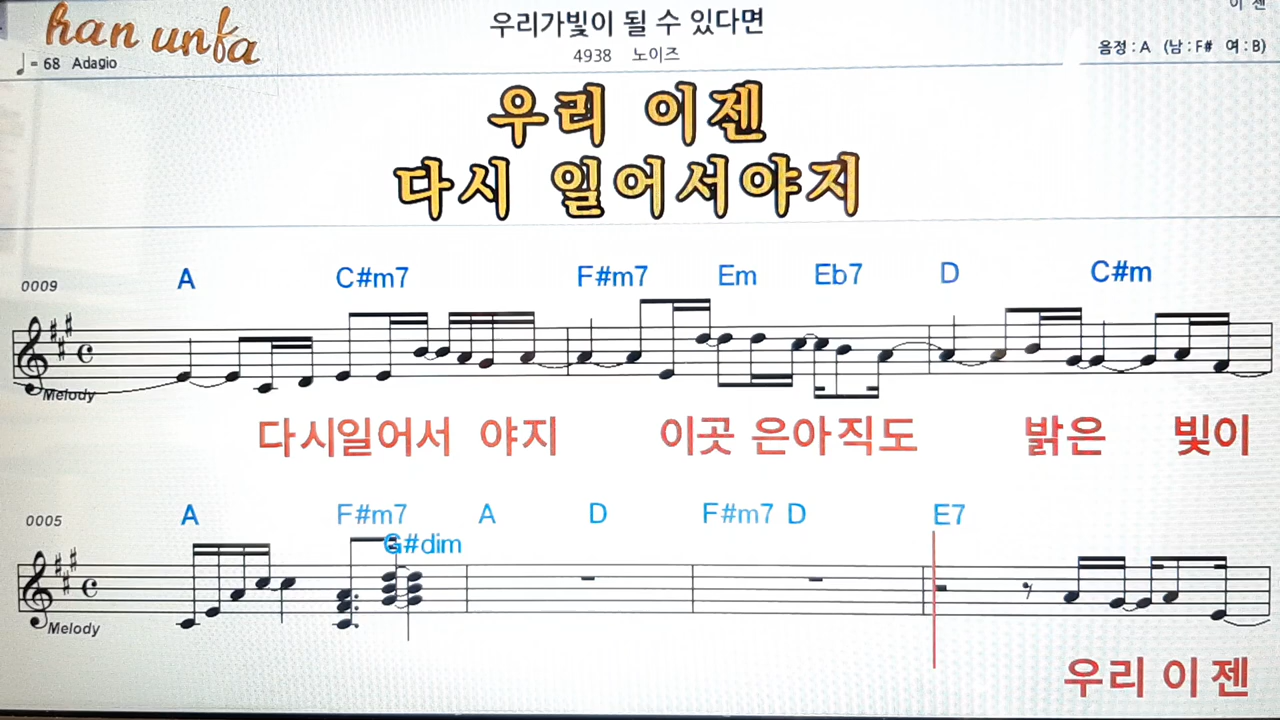 han unfa
우리가빛이 될 수 있다면
이 젠
♩= 68 Adagio
4938 노이즈
음정 : A (남 : F# 여 : B)
우리 이젠
다시 일어서야지
0009
A C#m7 F#m7 Em Eb7 D C#m
Melody
다시일어서 야지 이곳 은아직도 밝은 빛이
0005
A F#m7 G#dim A D F#m7 D E7
Melody
우리 이 젠